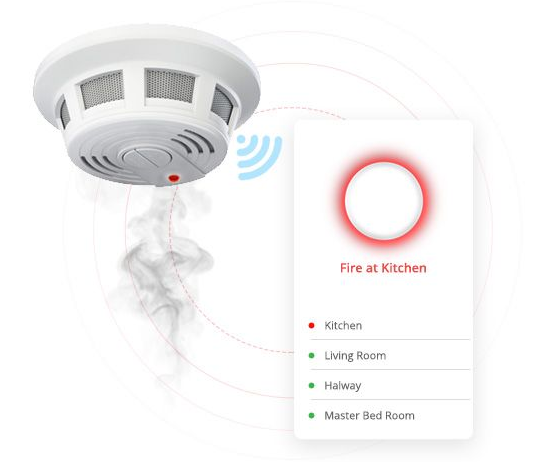 Fire at Kitchen
Kitchen
Living Room
Halway
Master Bed Room